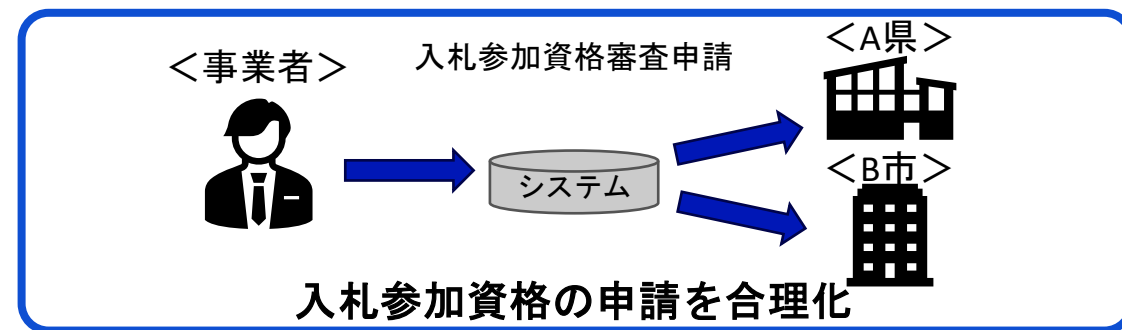 ＜事業者＞
入札参加資格審査申請
＜A県＞
システム
＜B市＞
入札参加資格の申請を合理化